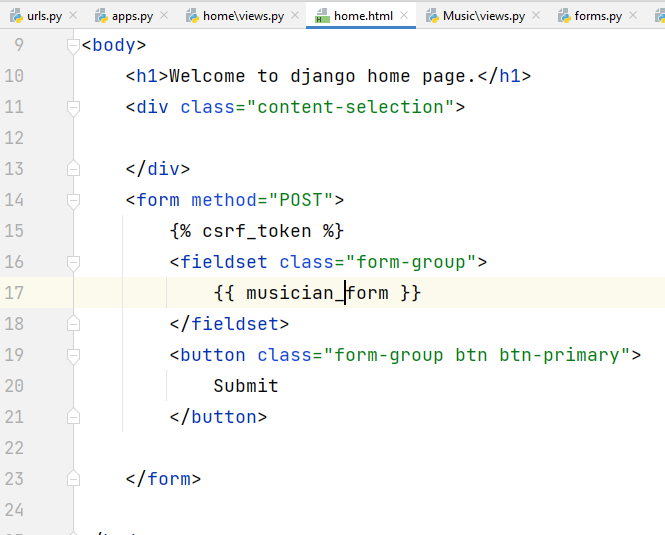 urls.py apps.py home\views.py home.html Music\views.py forms.py
9 <body>
10 <h1>Welcome to django home page.</h1>
11 <div class="content-selection">
12
13 </div>
14 <form method="POST">
15 {% csrf_token %}
16 <fieldset class="form-group">
17 {{ musician_form }}
18 </fieldset>
19 <button class="form-group btn btn-primary">
20 Submit
21 </button>
22
23 </form>
24